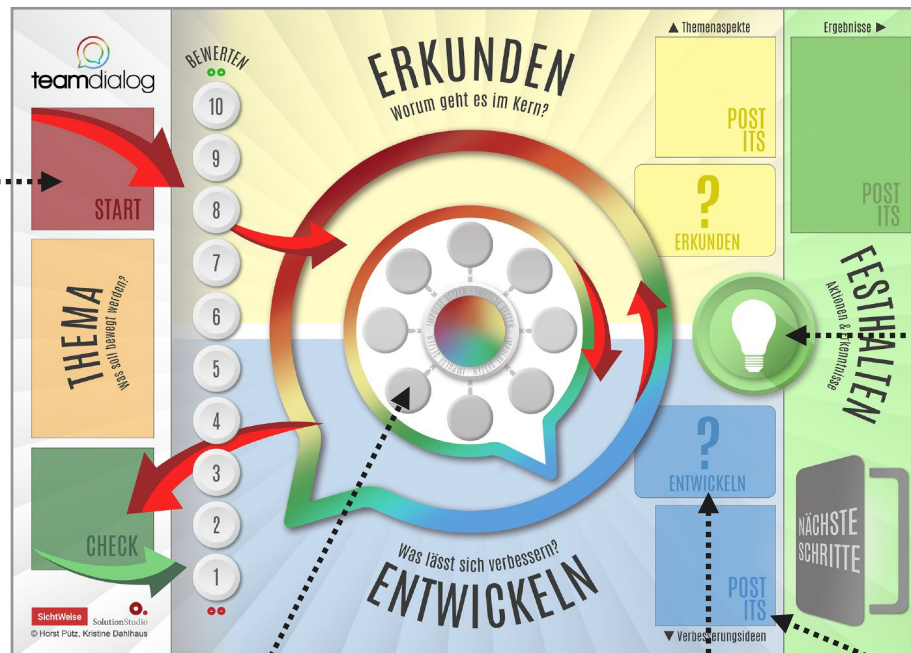 teamdialog
START
THEMA
Was soll bewegt werden?
CHECK
SichtWeise
SolutionStudio
© Horst Pütz, Kristine Dahlhaus
BEWERTEN
10
9
8
7
6
5
4
3
2
1
ERKUNDEN
Worum geht es im Kern?
Was lässt sich verbessern?
ENTWICKELN
▲ Themenaspekte
POST
ITS
?
ERKUNDEN
?
ENTWICKELN
POST
ITS
▼ Verbesserungsideen
Ergebnisse ►
POST
ITS
FESTHALTEN
Aktionen & Erkenntnisse
NÄCHSTE
SCHRITTE